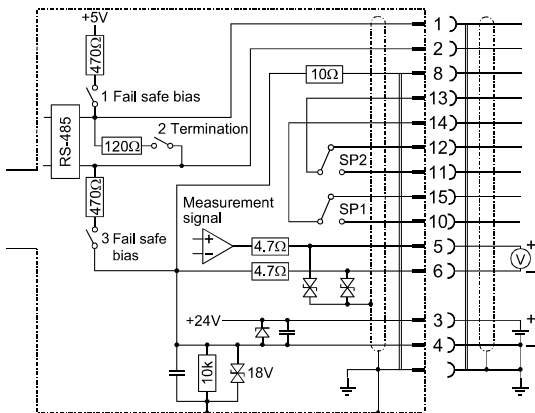 +5V
470Ω
1 Fail safe bias
2 Termination
120Ω
RS-485
470Ω
3 Fail safe
bias
Measurement
signal
4.7Ω
4.7Ω
10Ω
SP2
SP1
+24V
10k
18V
1
2
8
13
14
12
11
15
10
5
6
3
4
+
V
−
+
−